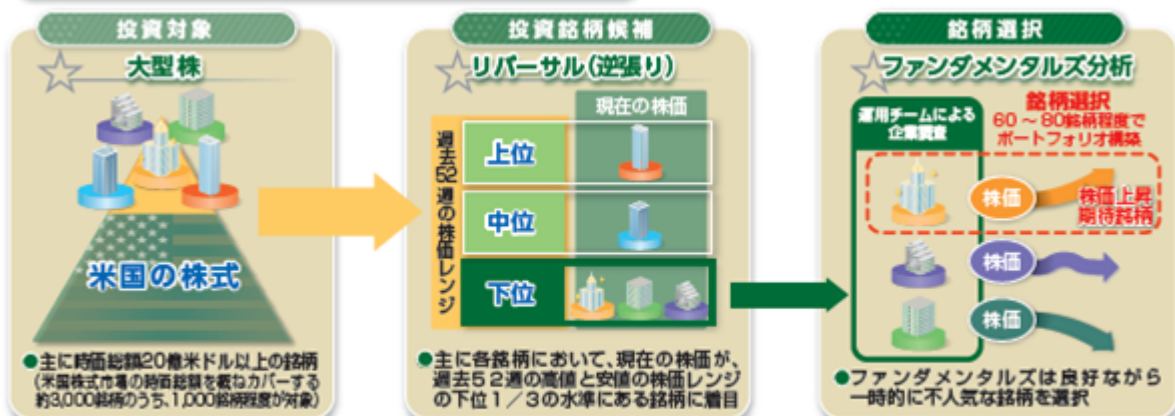 投資対象
大型株
米国の株式
●主に時価総額20億米ドル以上の銘柄
(米国株式市場の時価総額を概ねカバーする
約3,000銘柄のうち、1,000銘柄程度が対象)
投資銘柄候補
リバーサル(逆張り)
現在の株価
過去52週の株価レンジ
上位
中位
下位
●主に各銘柄において、現在の株価が、
過去52週の高値と安値の株価レンジ
の下位1/3の水準にある銘柄に着目
銘柄選択
ファンダメンタルズ分析
運用チームによる
企業調査
銘柄選択
60~80銘柄程度で
ポートフォリオ構築
株価
株価上昇
期待銘柄
株価
株価
●ファンダメンタルズは良好ながら
一時的に不人気な銘柄を選択